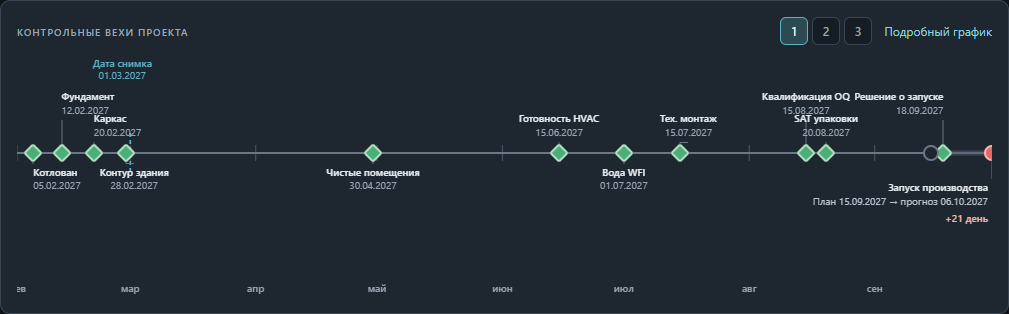 КОНТРОЛЬНЫЕ ВЕХИ ПРОЕКТА
1 2 3 Подробный график
Дата снимка
01.03.2027
Фундамент
12.02.2027
Каркас
20.02.2027
Готовность HVAC
15.06.2027
Тех. монтаж
15.07.2027
Квалификация OQ
15.08.2027
Решение о запуске
18.09.2027
SAT упаковки
20.08.2027
Котлован
05.02.2027
Контур здания
28.02.2027
Чистые помещения
30.04.2027
Вода WFI
01.07.2027
Запуск производства
План 15.09.2027 → прогноз 06.10.2027
+21 день
ев мар апр май июн июл авг сен